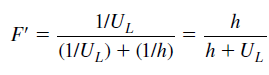 F′ = (1/U_L) / ((1/U_L) + (1/h)) = h / (h + U_L)